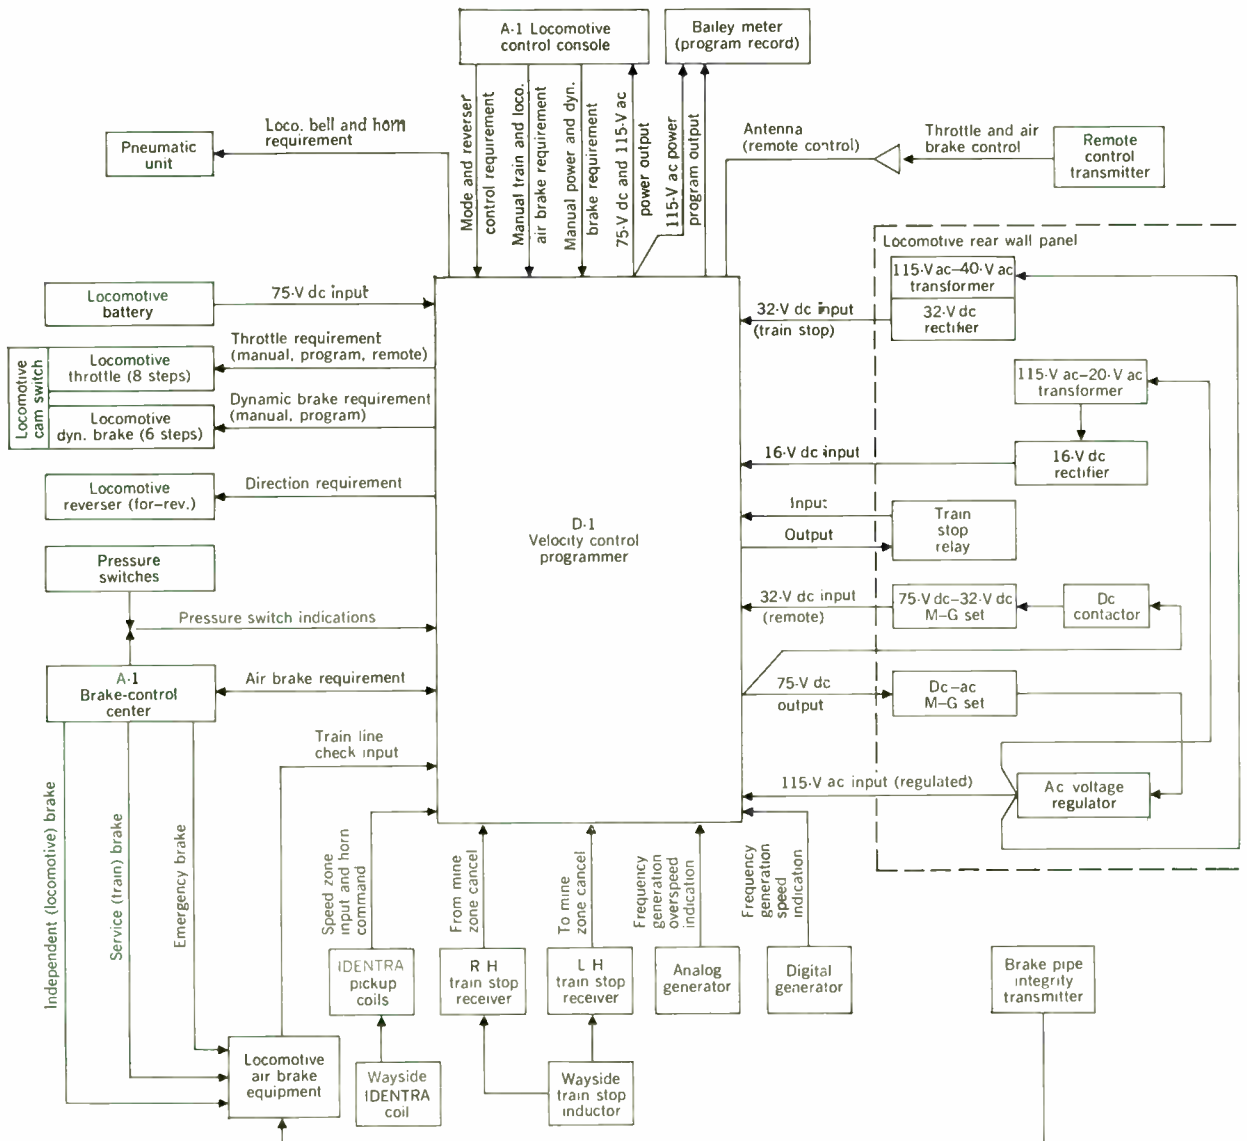 A-1 Locomotive
control console
Bailey meter
(program record)
Loco. bell and horn
requirement
Pneumatic
unit
Mode and reverser
control requirement
Manual train and loco.
air brake requirement
Manual power and dyn.
brake requirement
75-V dc and 115-V ac
power output
115-V ac power
program output
Antenna
(remote control)
Throttle and air
brake control
Remote
control
transmitter
Locomotive rear wall panel
115-V ac–40-V ac
transformer
32-V dc
rectifier
Locomotive
battery
75-V dc input
32-V dc input
(train stop)
Locomotive
cam switch
Locomotive
throttle (8 steps)
Throttle requirement
(manual, program, remote)
Locomotive
dyn. brake (6 steps)
Dynamic brake requirement
(manual, program)
115-V ac–20-V ac
transformer
16-V dc input
16-V dc
rectifier
Locomotive
reverser (for–rev.)
Direction requirement
D-1
Velocity control
programmer
Input
Output
Train
stop
relay
Pressure
switches
Pressure switch indications
32-V dc input
(remote)
75-V dc–32-V dc
M–G set
Dc
contactor
A-1
Brake-control
center
Air brake requirement
75-V dc
output
Dc–ac
M–G set
Train line
check input
115-V ac input (regulated)
Ac voltage
regulator
Independent (locomotive) brake
Service (train) brake
Emergency brake
Speed zone
input and horn
command
From mine
zone cancel
To mine
zone cancel
Frequency
generation
overspeed
indication
Frequency
generation
speed
indication
IDENTRA
pickup
coils
R H
train stop
receiver
L H
train stop
receiver
Analog
generator
Digital
generator
Brake pipe
integrity
transmitter
Locomotive
air brake
equipment
Wayside
IDENTRA
coil
Wayside
train stop
inductor